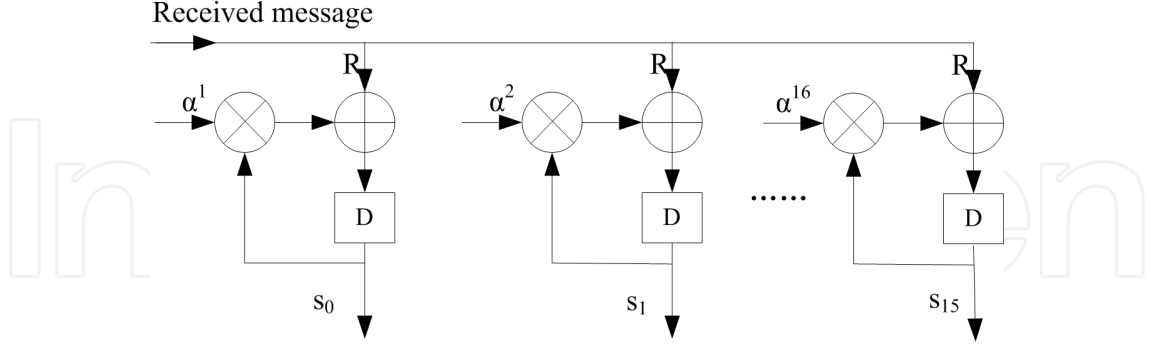 Received message
R R R
α¹ α² α¹⁶
D D D
......
s₀ s₁ s₁₅